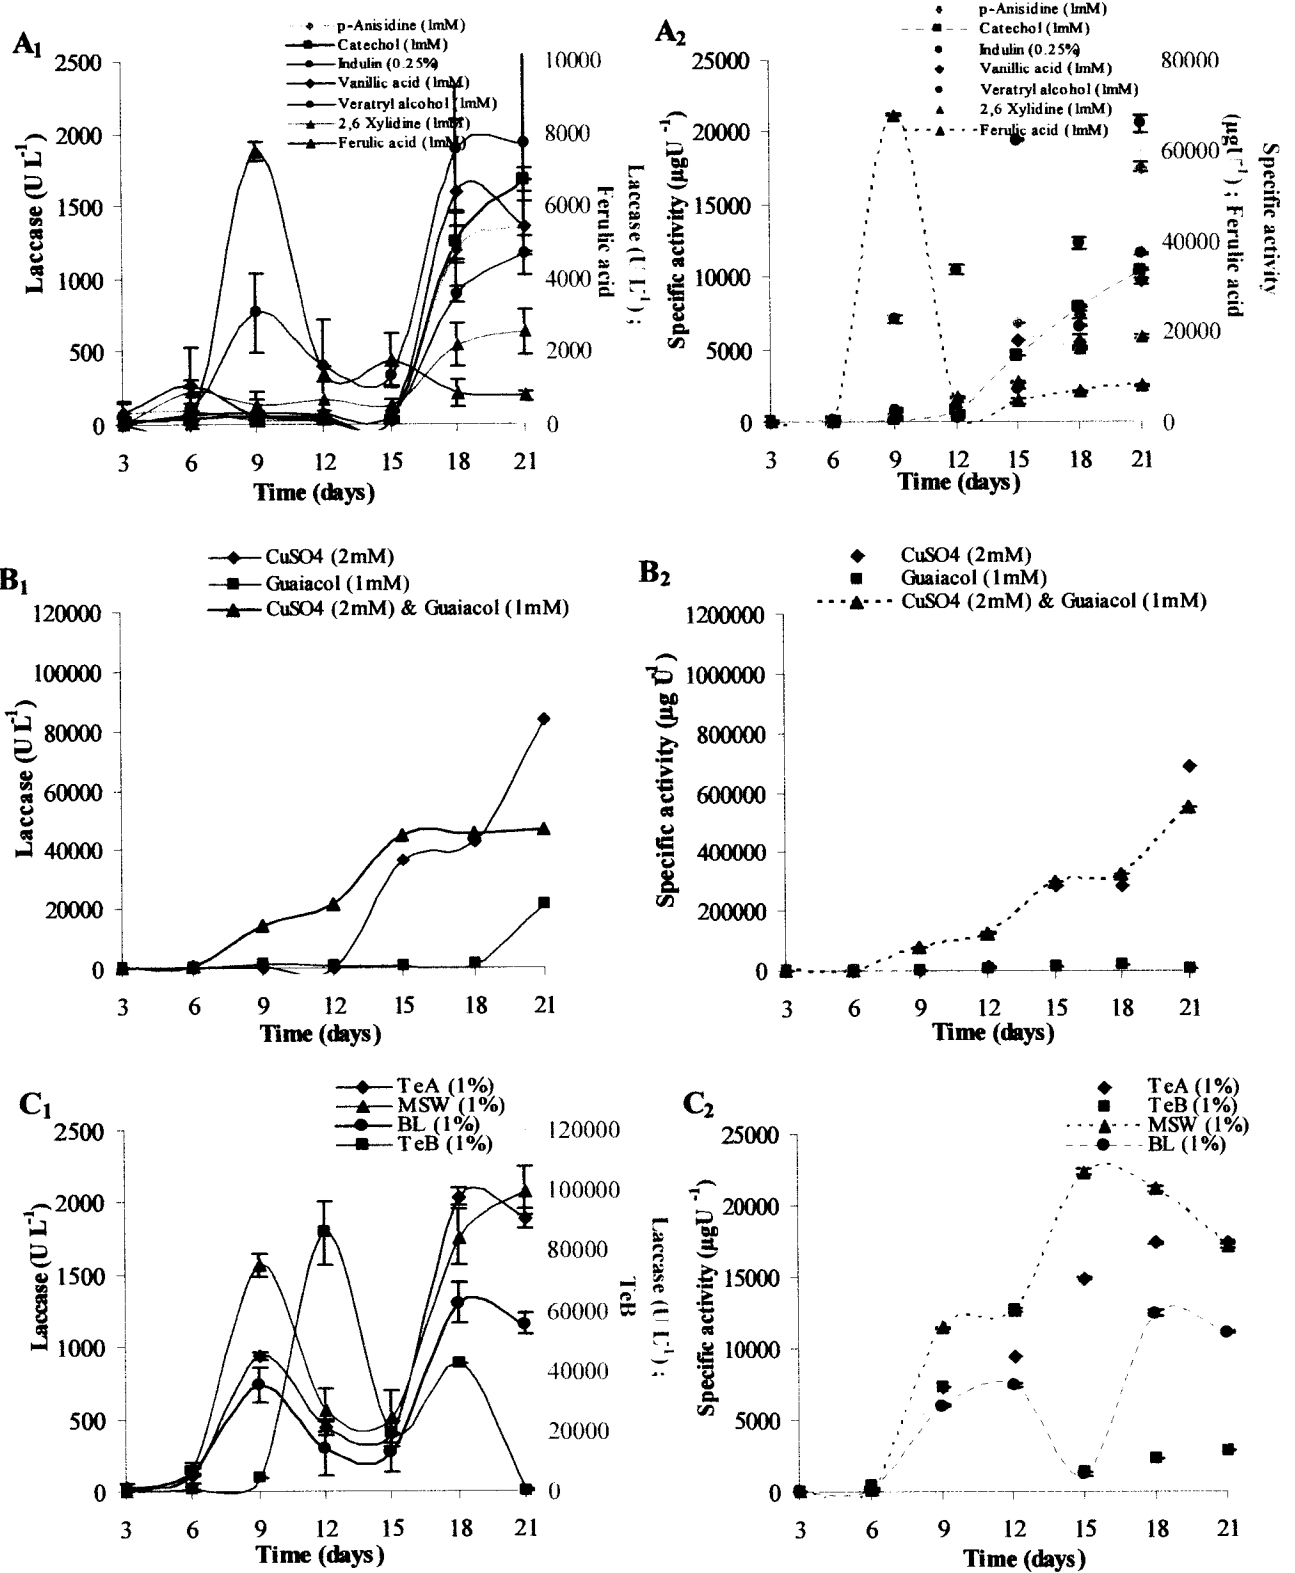 A1
p-Anisidine (1mM)
Catechol (1mM)
Indulin (0.25%)
Vanillic acid (1mM)
Veratryl alcohol (1mM)
2,6 Xylidine (1mM)
Ferulic acid (1mM)
2500
2000
1500
1000
500
0
10000
8000
6000
4000
2000
0
Laccase (U L-1)
Laccase (U L-1) ;
Ferulic acid
3 6 9 12 15 18 21
Time (days)
A2
p-Anisidine (1mM)
Catechol (1mM)
Indulin (0.25%)
Vanillic acid (1mM)
Veratryl alcohol (1mM)
2,6 Xylidine (1mM)
Ferulic acid (1mM)
25000
20000
15000
10000
5000
0
80000
60000
40000
20000
0
Specific activity (µgU-1)
Specific activity
(µgU-1) ; Ferulic acid
3 6 9 12 15 18 21
Time (days)
B1
CuSO4 (2mM)
Guaiacol (1mM)
CuSO4 (2mM) & Guaiacol (1mM)
120000
100000
80000
60000
40000
20000
0
Laccase (U L-1)
3 6 9 12 15 18 21
Time (days)
B2
CuSO4 (2mM)
Guaiacol (1mM)
CuSO4 (2mM) & Guaiacol (1mM)
1200000
1000000
800000
600000
400000
200000
0
Specific activity (µg U-1)
3 6 9 12 15 18 21
Time (days)
C1
TeA (1%)
MSW (1%)
BL (1%)
TeB (1%)
2500
2000
1500
1000
500
0
120000
100000
80000
60000
40000
20000
0
Laccase (U L-1)
Laccase (U L-1) ;
TeB
3 6 9 12 15 18 21
Time (days)
C2
TeA (1%)
TeB (1%)
MSW (1%)
BL (1%)
25000
20000
15000
10000
5000
0
Specific activity (µgU-1)
3 6 9 12 15 18 21
Time (days)